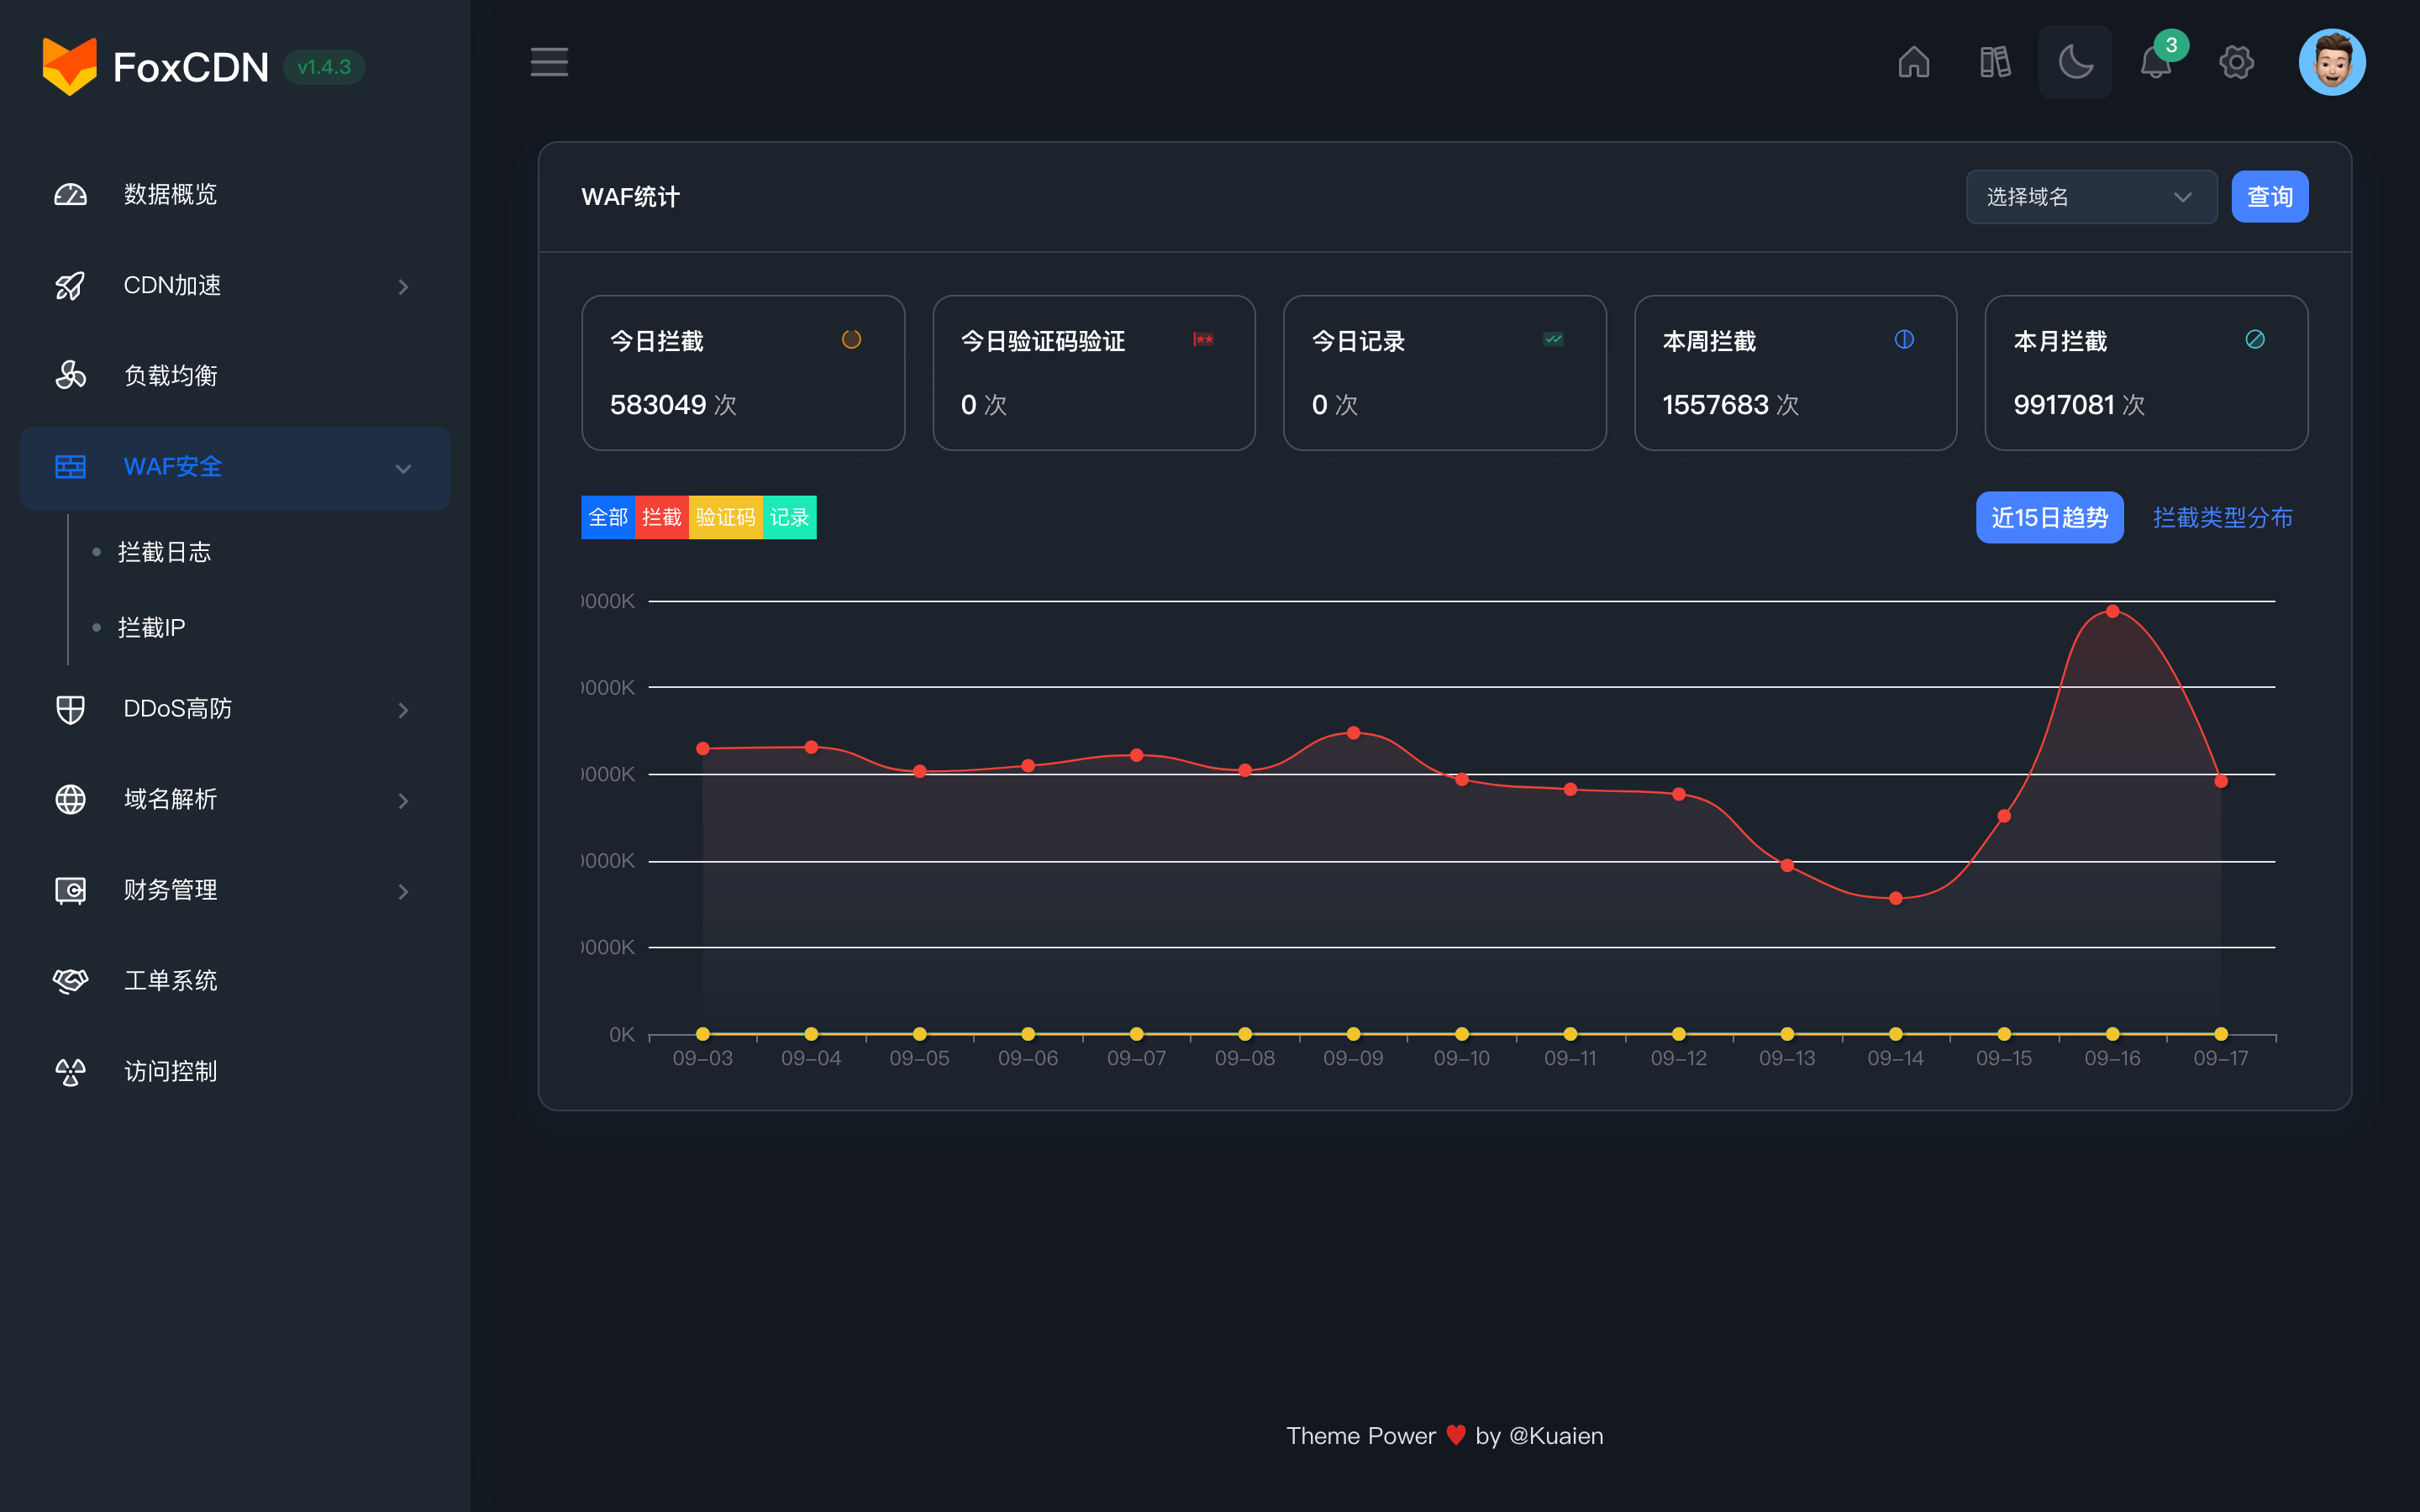 FoxCDN v1.4.3
3
数据概览
CDN加速
负载均衡
WAF安全
拦截日志
拦截IP
DDoS高防
域名解析
财务管理
工单系统
访问控制
WAF统计
选择域名
查询
今日拦截
583049 次
今日验证码验证
0 次
今日记录
0 次
本周拦截
1557683 次
本月拦截
9917081 次
全部 拦截 验证码 记录
近15日趋势 拦截类型分布
0000K
0000K
0000K
0000K
0000K
0K
09-03 09-04 09-05 09-06 09-07 09-08 09-09 09-10 09-11 09-12 09-13 09-14 09-15 09-16 09-17
Theme Power ♥ by @Kuaien